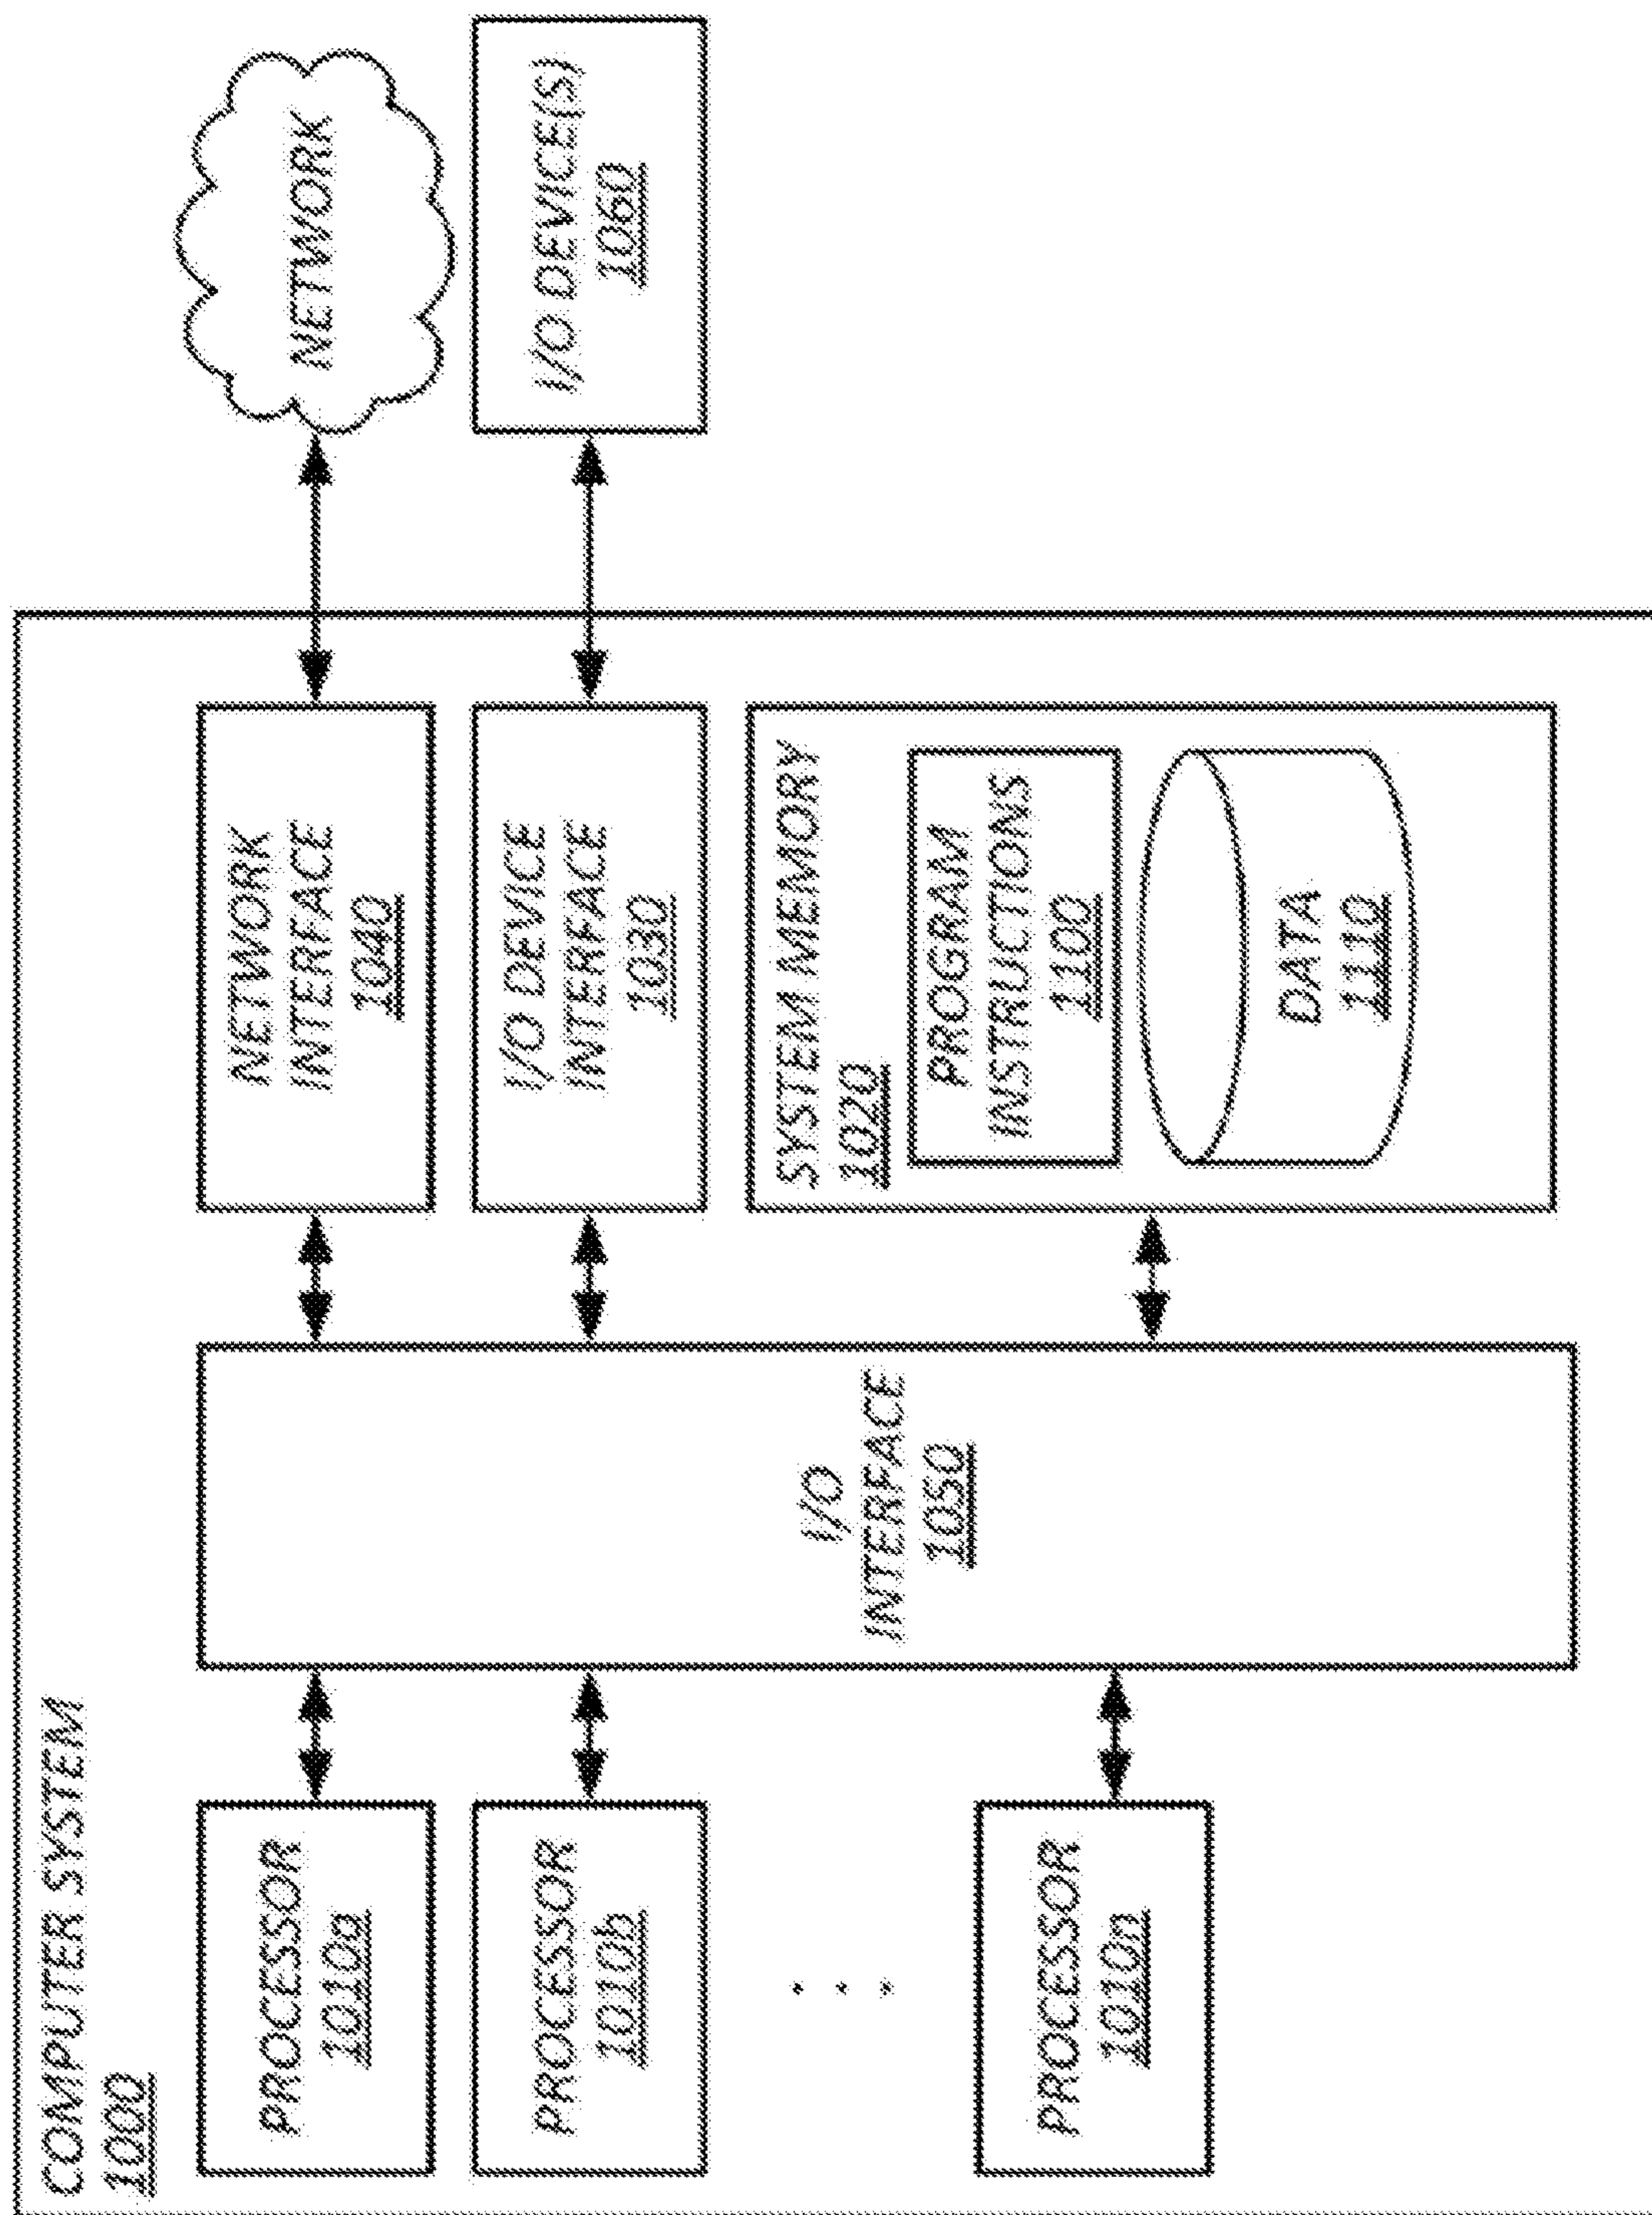 COMPUTER SYSTEM
1000
PROCESSOR
1010a
PROCESSOR
1010b
. . .
PROCESSOR
1010n
I/O
INTERFACE
1050
NETWORK
INTERFACE
1040
I/O DEVICE
INTERFACE
1030
SYSTEM MEMORY
1020
PROGRAM
INSTRUCTIONS
1100
DATA
1110
NETWORK
I/O DEVICE(S)
1060